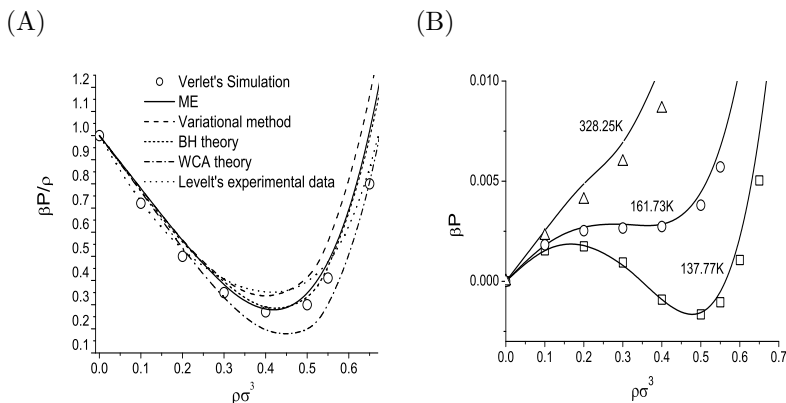 (A)
(B)
1.2
1.1
1.0
0.9
0.8
0.7
0.6
0.5
0.4
0.3
0.2
0.1
βP/ρ
Verlet's Simulation
ME
Variational method
BH theory
WCA theory
Levelt's experimental data
0.0 0.1 0.2 0.3 0.4 0.5 0.6
ρσ³
0.010
0.005
0.000
βP
328.25K
161.73K
137.77K
0.0 0.1 0.2 0.3 0.4 0.5 0.6 0.7
ρσ³